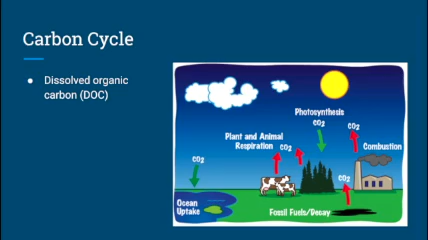 Carbon Cycle
● Dissolved organic
carbon (DOC)
Photosynthesis
CO2
CO2
Plant and Animal
Respiration
CO2
Combustion
CO2
CO2
Ocean
Uptake
Fossil Fuels/Decay